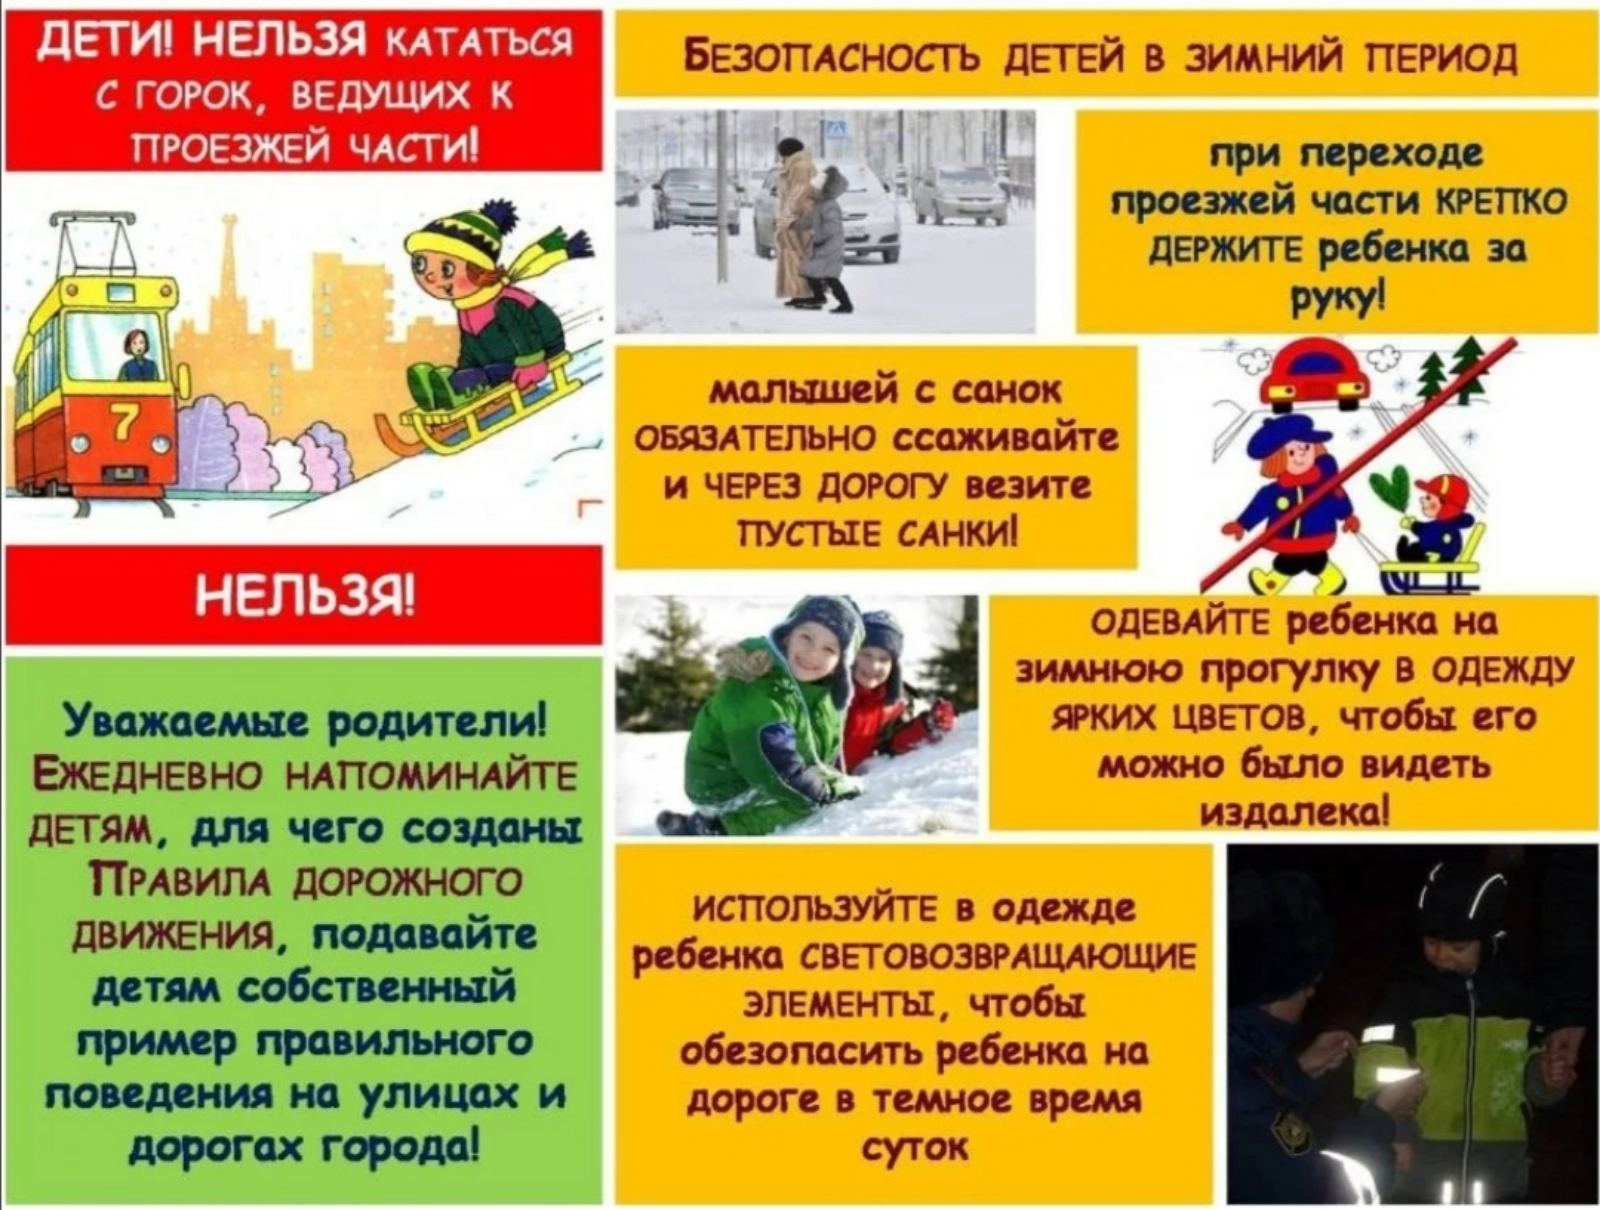 ДЕТИ! НЕЛЬЗЯ КАТАТЬСЯ
С ГОРОК, ВЕДУЩИХ К
ПРОЕЗЖЕЙ ЧАСТИ!
7
НЕЛЬЗЯ!
Уважаемые родители!
ЕЖЕДНЕВНО НАПОМИНАЙТЕ
ДЕТЯМ, для чего созданы
ПРАВИЛА ДОРОЖНОГО
ДВИЖЕНИЯ, подавайте
детям собственный
пример правильного
поведения на улицах и
дорогах города!
БЕЗОПАСНОСТЬ ДЕТЕЙ В ЗИМНИЙ ПЕРИОД
при переходе
проезжей части КРЕПКО
ДЕРЖИТЕ ребенка за
руку!
малышей с санок
ОБЯЗАТЕЛЬНО ссаживайте
и ЧЕРЕЗ ДОРОГУ везите
ПУСТЫЕ САНКИ!
ОДЕВАЙТЕ ребенка на
зимнюю прогулку В ОДЕЖДУ
ЯРКИХ ЦВЕТОВ, чтобы его
можно было видеть
издалека!
ИСПОЛЬЗУЙТЕ в одежде
ребенка СВЕТОВОЗВРАЩАЮЩИЕ
ЭЛЕМЕНТЫ, чтобы
обезопасить ребенка на
дороге в темное время
суток